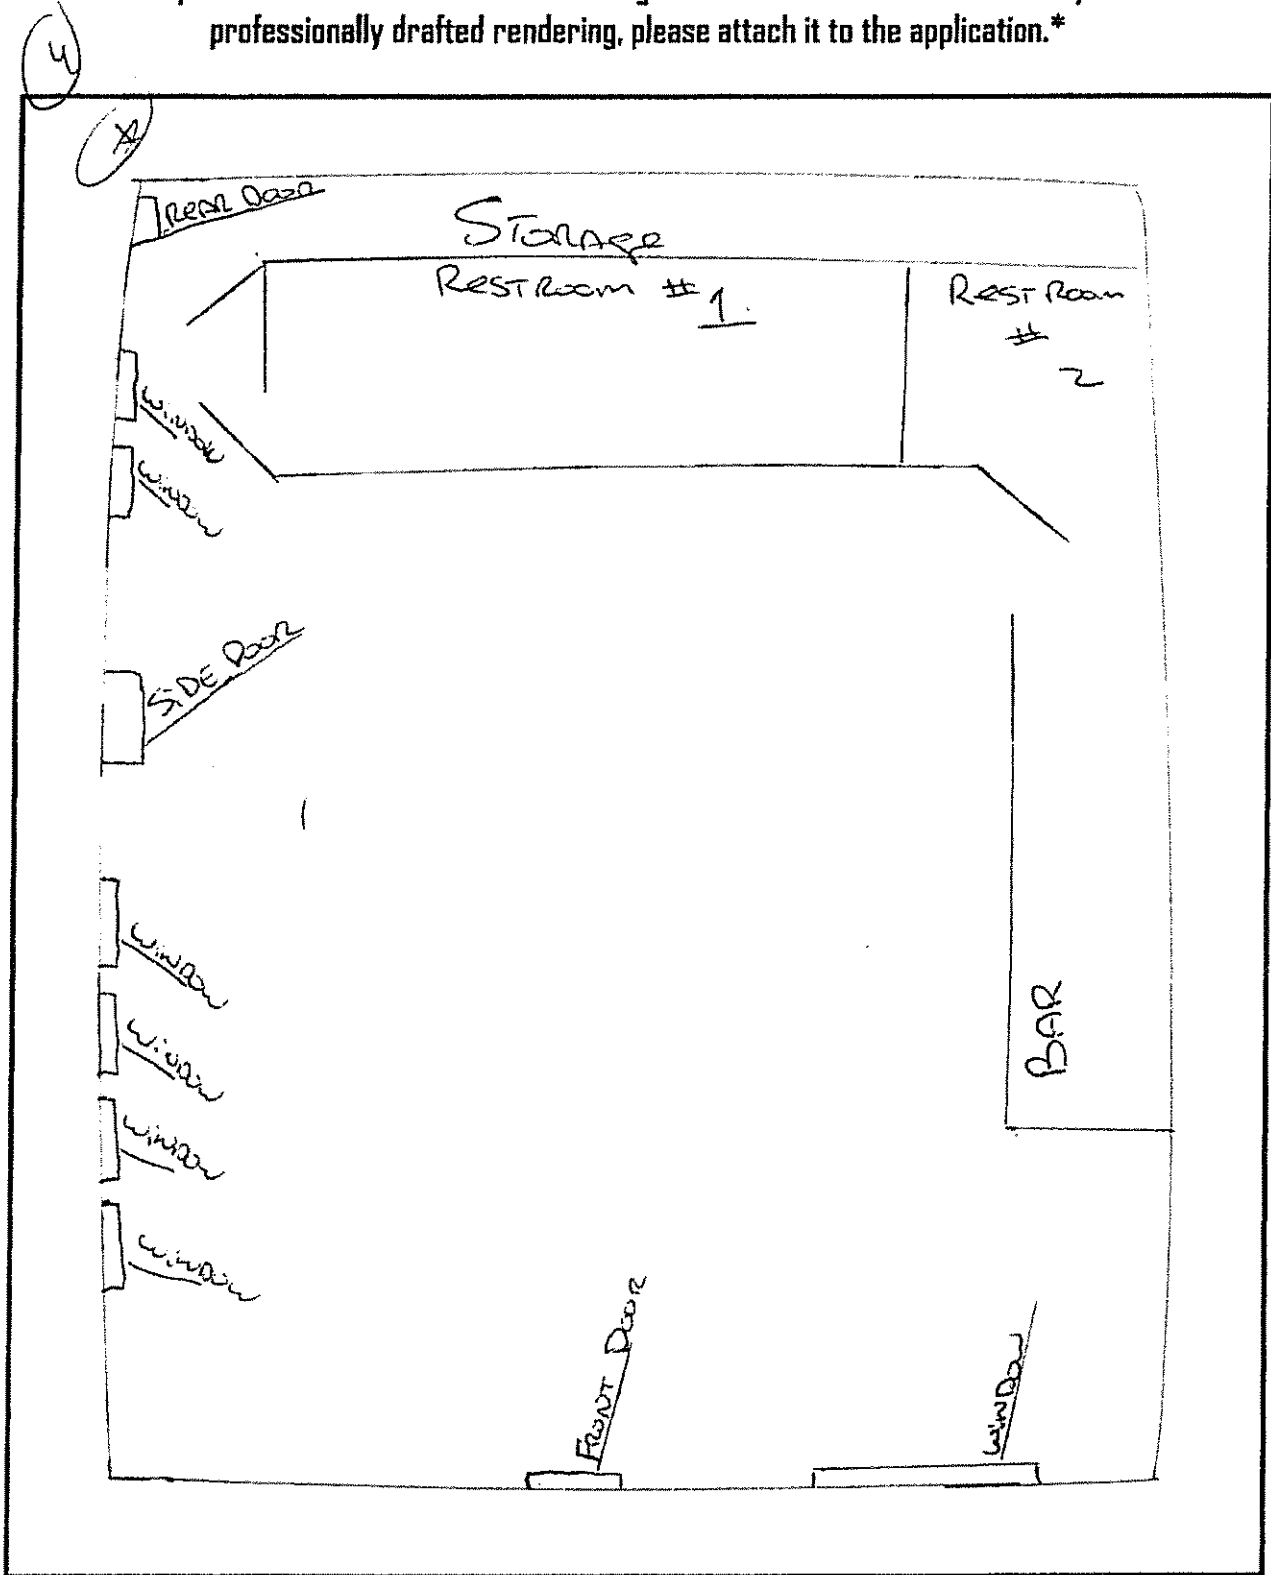 professionally drafted rendering, please attach it to the application.*
4
REAR DOOR
STORAGE
RESTROOM # 1.
RESTROOM
#
2
WINDOW
WINDOW
SIDE DOOR
WINDOW
WINDOW
WINDOW
WINDOW
BAR
FRONT DOOR
WINDOW